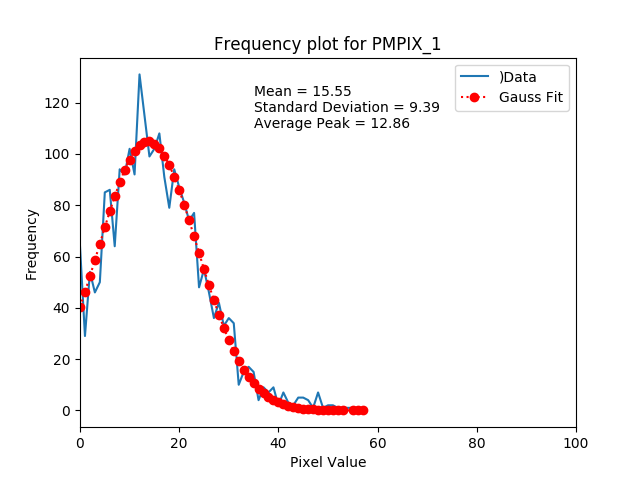 Frequency plot for PMPIX_1
)Data
Gauss Fit
Mean = 15.55
Standard Deviation = 9.39
Average Peak = 12.86
Frequency
120
100
80
60
40
20
0
0 20 40 60 80 100
Pixel Value